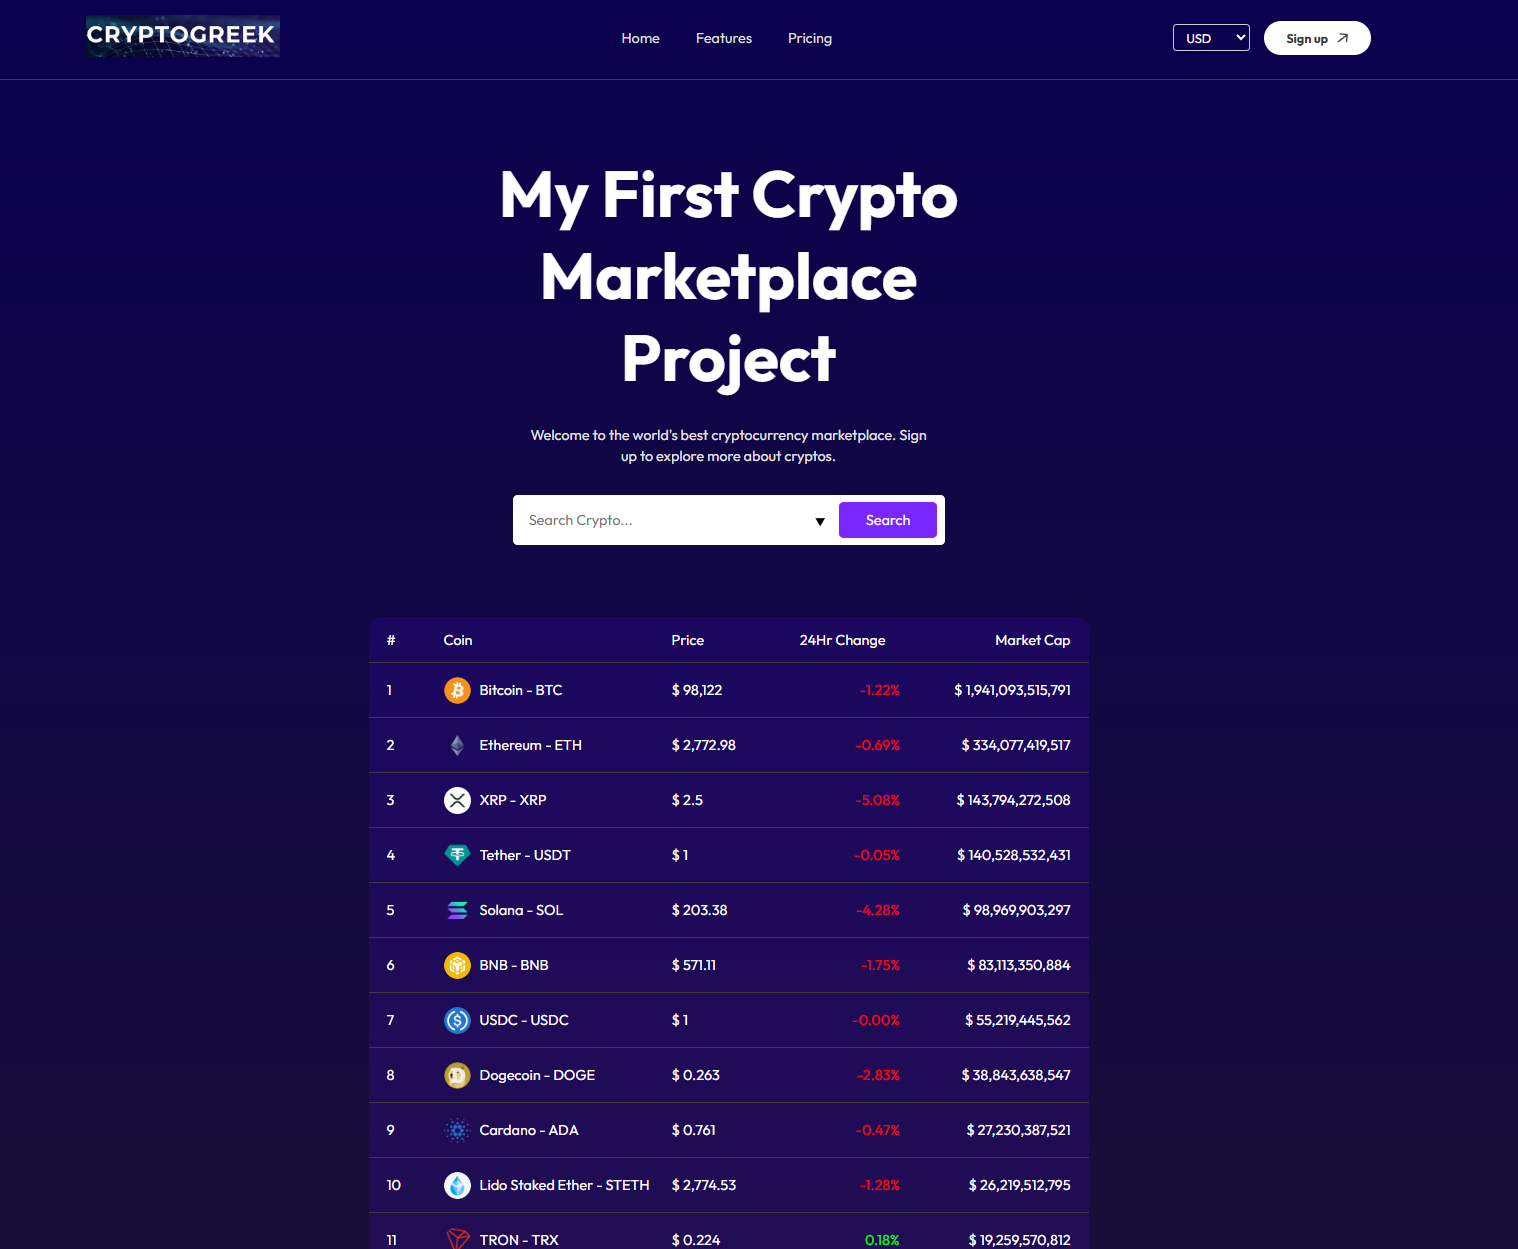 CRYPTOGREEK
Home Features Pricing
USD Sign up
My First Crypto
Marketplace
Project
Welcome to the world's best cryptocurrency marketplace. Sign
up to explore more about cryptos.
Search Crypto... Search
# Coin Price 24Hr Change Market Cap
1 Bitcoin - BTC $ 98,122 -1.22% $ 1,941,093,515,791
2 Ethereum - ETH $ 2,772.98 -0.69% $ 334,077,419,517
3 XRP - XRP $ 2.5 -5.08% $ 143,794,272,508
4 Tether - USDT $ 1 -0.05% $ 140,528,532,431
5 Solana - SOL $ 203.38 -4.28% $ 98,969,903,297
6 BNB - BNB $ 571.11 -1.75% $ 83,113,350,884
7 USDC - USDC $ 1 -0.00% $ 55,219,445,562
8 Dogecoin - DOGE $ 0.263 -2.83% $ 38,843,638,547
9 Cardano - ADA $ 0.761 -0.47% $ 27,230,387,521
10 Lido Staked Ether - STETH $ 2,774.53 -1.28% $ 26,219,512,795
11 TRON - TRX $ 0.224 0.18% $ 19,259,570,812